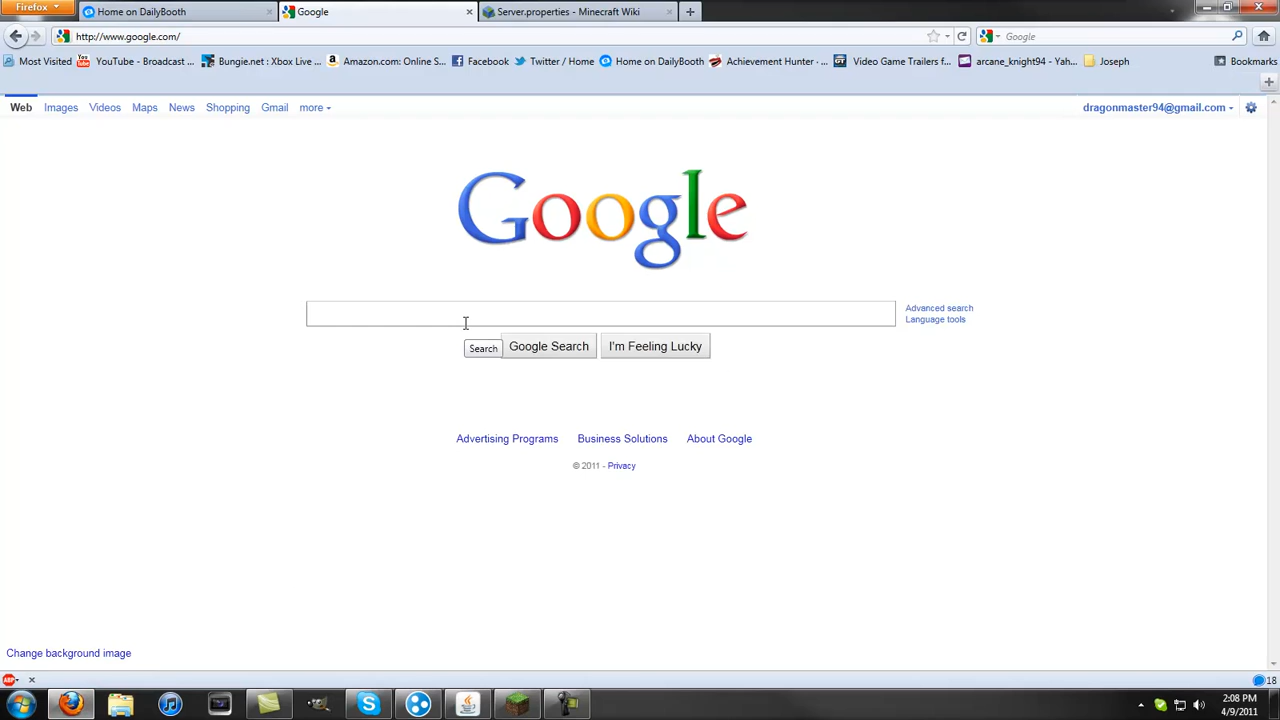 Firefox
Home on DailyBooth
Google
Server.properties - Minecraft Wiki
http://www.google.com/
Google
Most Visited
YouTube - Broadcast ...
Bungie.net : Xbox Live ...
Amazon.com: Online S...
Facebook
Twitter / Home
Home on DailyBooth
Achievement Hunter · ...
Video Game Trailers f...
arcane_knight94 - Yah...
Joseph
Bookmarks
Web Images Videos Maps News Shopping Gmail more
dragonmaster94@gmail.com
Google
Advanced search
Language tools
Search
Google Search
I'm Feeling Lucky
Advertising Programs Business Solutions About Google
© 2011 - Privacy
Change background image
ABP
18
2:08 PM
4/9/2011